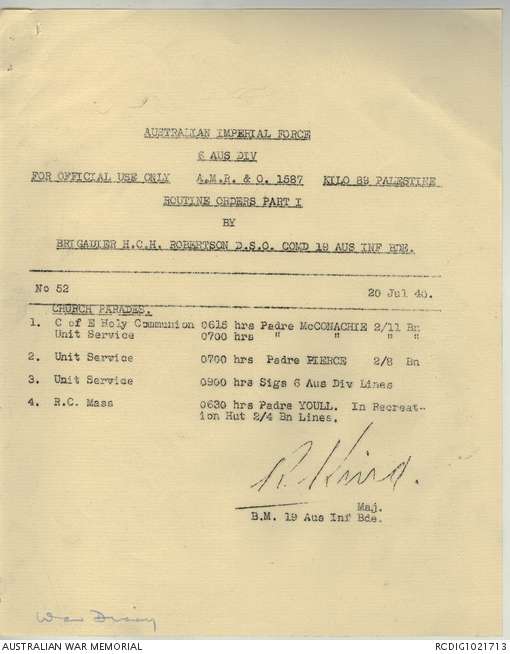 AUSTRALIAN IMPERIAL FORCE
6 AUS DIV
FOR OFFICIAL USE ONLY A.M.R. & O. 1587 KILO 89 PALESTINE
ROUTINE ORDERS PART I
BY
BRIGADIER H.C.H. ROBERTSON D.S.O. COMD 19 AUS INF BDE.
No 52 20 Jul 40.
CHURCH PARADES.
1. C of E Holy Communion 0615 hrs Padre McCONACHIE 2/11 Bn
Unit Service 0700 hrs " " " "
2. Unit Service 0700 hrs Padre PIERCE 2/8 Bn
3. Unit Service 0900 hrs Sigs 6 Aus Div Lines
4. R.C. Mass 0630 hrs Padre YOULL. In Recreat-
ion Hut 2/4 Bn Lines.
Maj.
B.M. 19 Aus Inf Bde.
War Diary
AUSTRALIAN WAR MEMORIAL RCDIG1021713